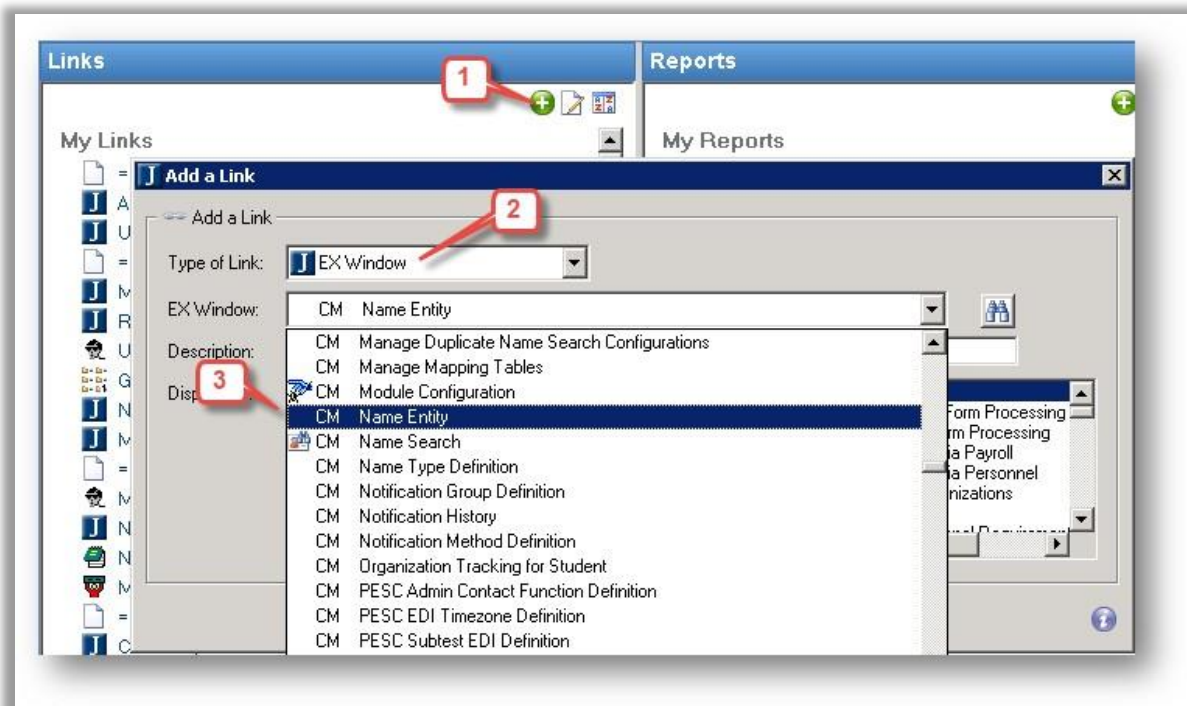 Links
Reports
1
My Links
My Reports
=
J Add a Link
J A
Add a Link
2
J U
=
Type of Link: J EX Window
J M
EX Window: CM Name Entity
J R
U
Description:
CM Manage Duplicate Name Search Configurations
CM Manage Mapping Tables
G
3
Disp
CM Module Configuration
J N
CM Name Entity
Form Processing
J M
CM Name Search
rm Processing
=
CM Name Type Definition
ia Payroll
ia Personnel
M
CM Notification Group Definition
nizations
J N
CM Notification History
CM Notification Method Definition
N
CM Organization Tracking for Student
M
CM PESC Admin Contact Function Definition
=
CM PESC EDI Timezone Definition
J C
CM PESC Subtest EDI Definition